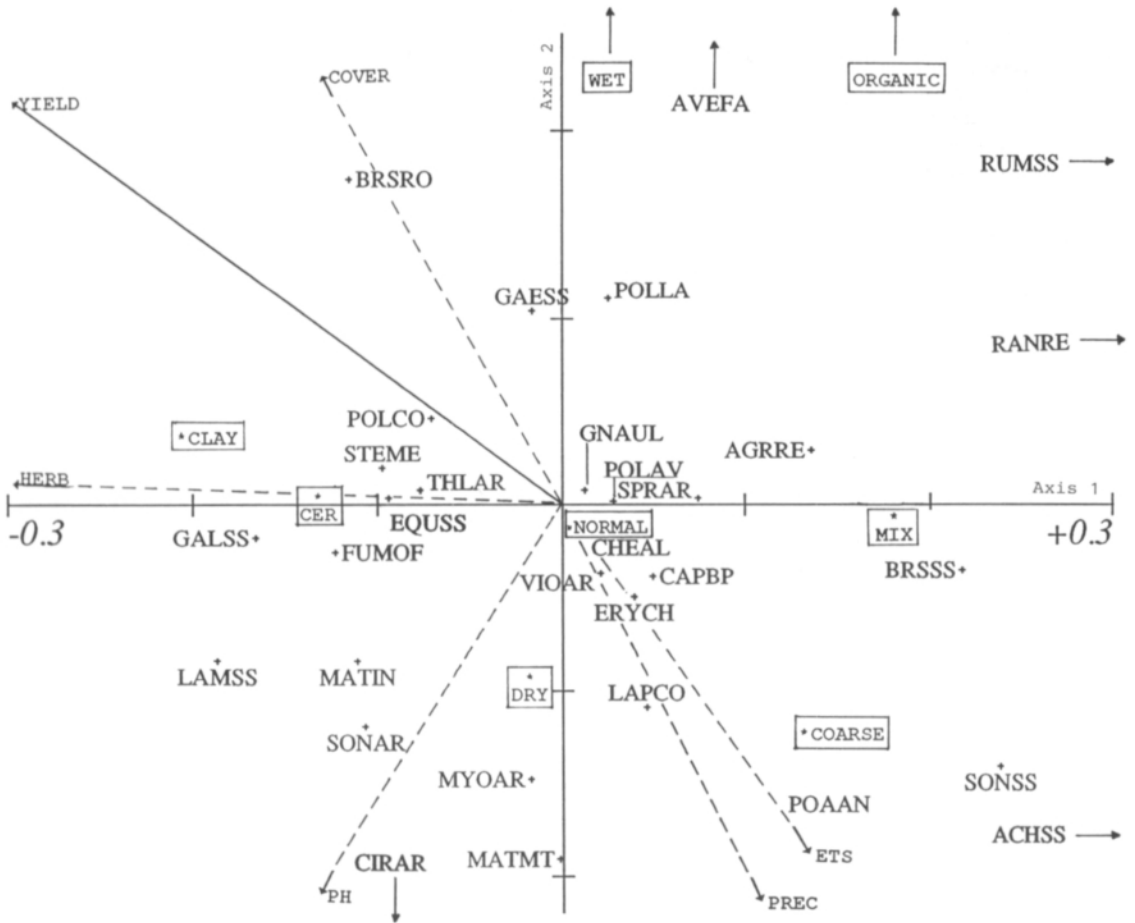 Axis 2
COVER
WET
ORGANIC
YIELD
AVEFA
RUMSS
BRSRO
GAESS
POLLA
RANRE
POLCO
CLAY
GNAUL
AGRRE
STEME
POLAV
HERB
THLAR
SPRAR
Axis 1
CER
EQUSS
-0.3
NORMAL
MIX
+0.3
GALSS
FUMOF
CHEAL
BRSSS
VIOAR
CAPBP
ERYCH
LAMSS
MATIN
DRY
LAPCO
SONAR
COARSE
MYOAR
SONSS
POAAN
ACHSS
CIRAR
MATMT
ETS
PH
PREC